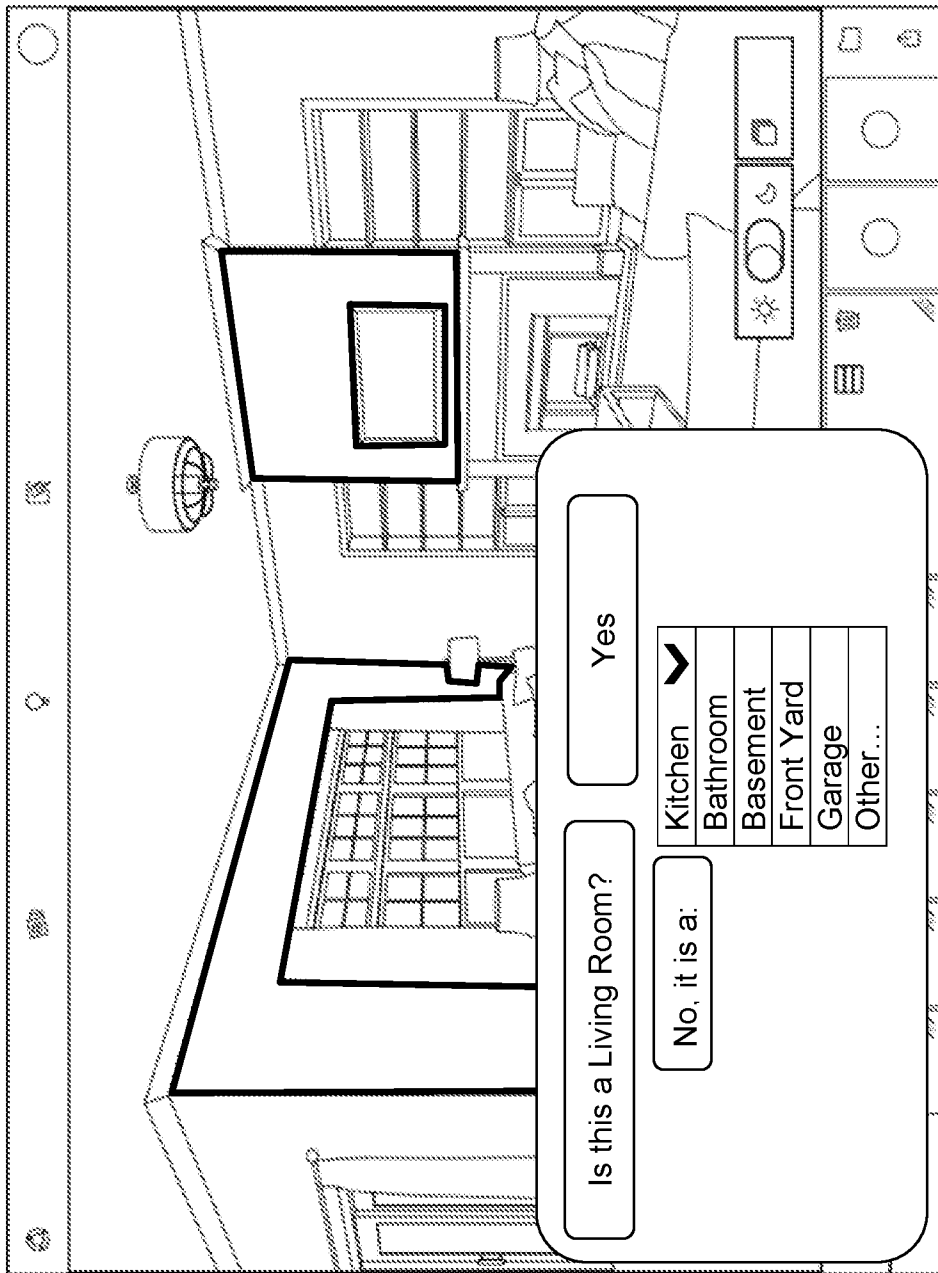 Is this a Living Room?
Yes
No, it is a:
Kitchen
Bathroom
Basement
Front Yard
Garage
Other...